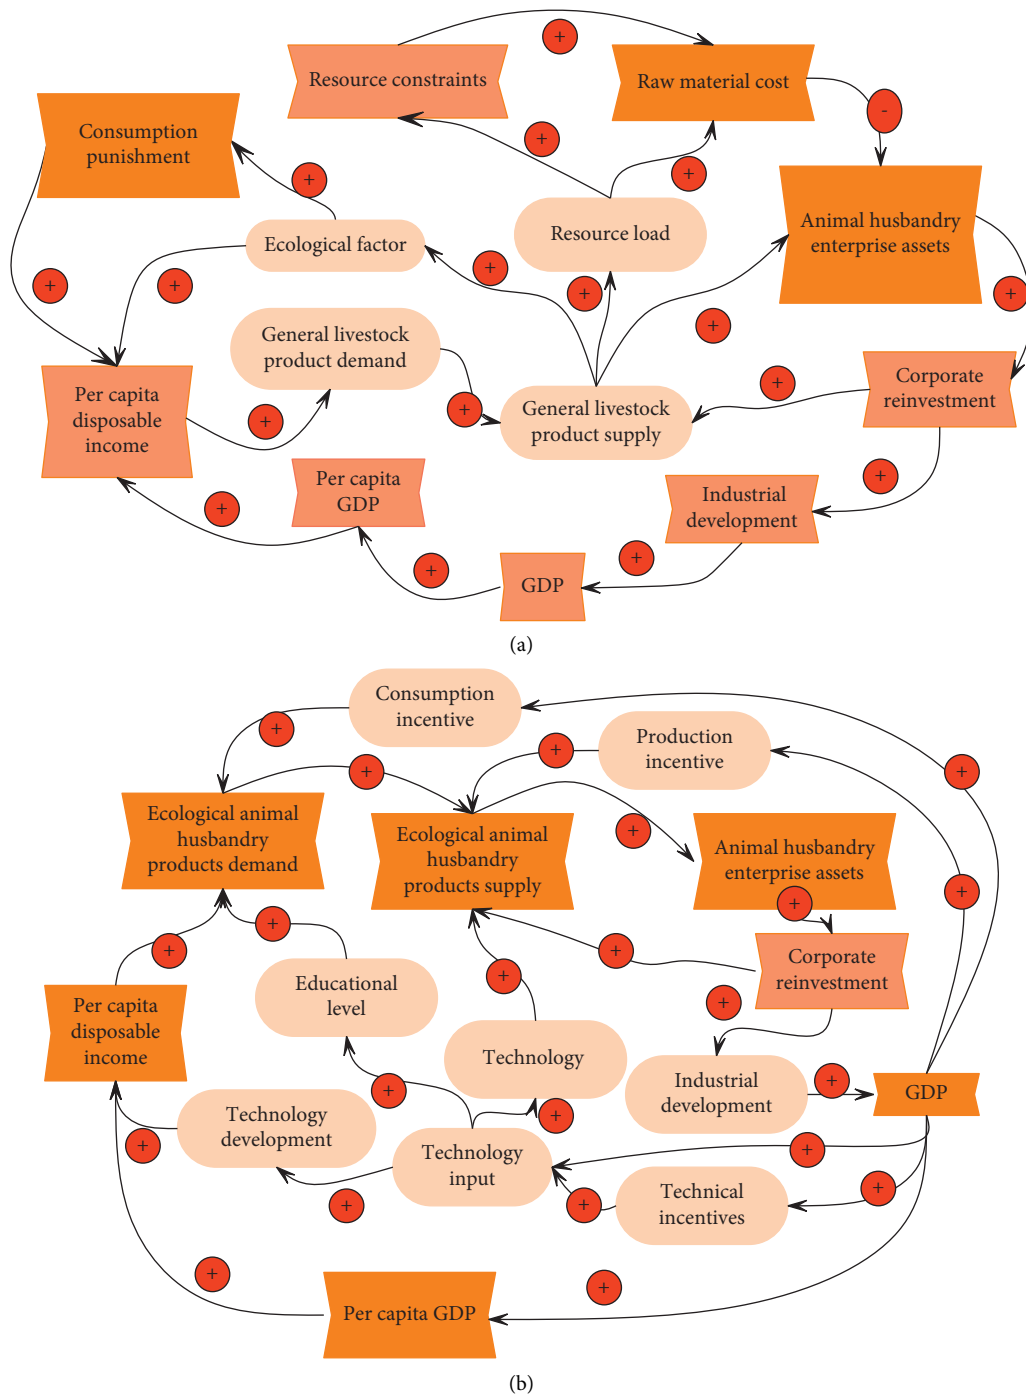 +
Resource constraints
Raw material cost
-
Consumption
punishment
+
+
+
Ecological factor
Resource load
Animal husbandry
enterprise assets
+
+
+
+
+
+
General livestock
product demand
+
Per capita
disposable
income
+
+
General livestock
product supply
+
Corporate
reinvestment
Per capita
GDP
+
Industrial
development
+
+
+
GDP
(a)
Consumption
incentive
+
Production
incentive
+
+
+
+
Ecological animal
husbandry
products demand
Ecological animal
husbandry
products supply
Animal husbandry
enterprise assets
+
+
+
+
+
Corporate
reinvestment
Educational
level
+
+
Per capita
disposable
income
Technology
Industrial
development
+
GDP
+
+
Technology
development
+
Technology
input
+
+
+
+
Technical
incentives
+
+
Per capita GDP
(b)